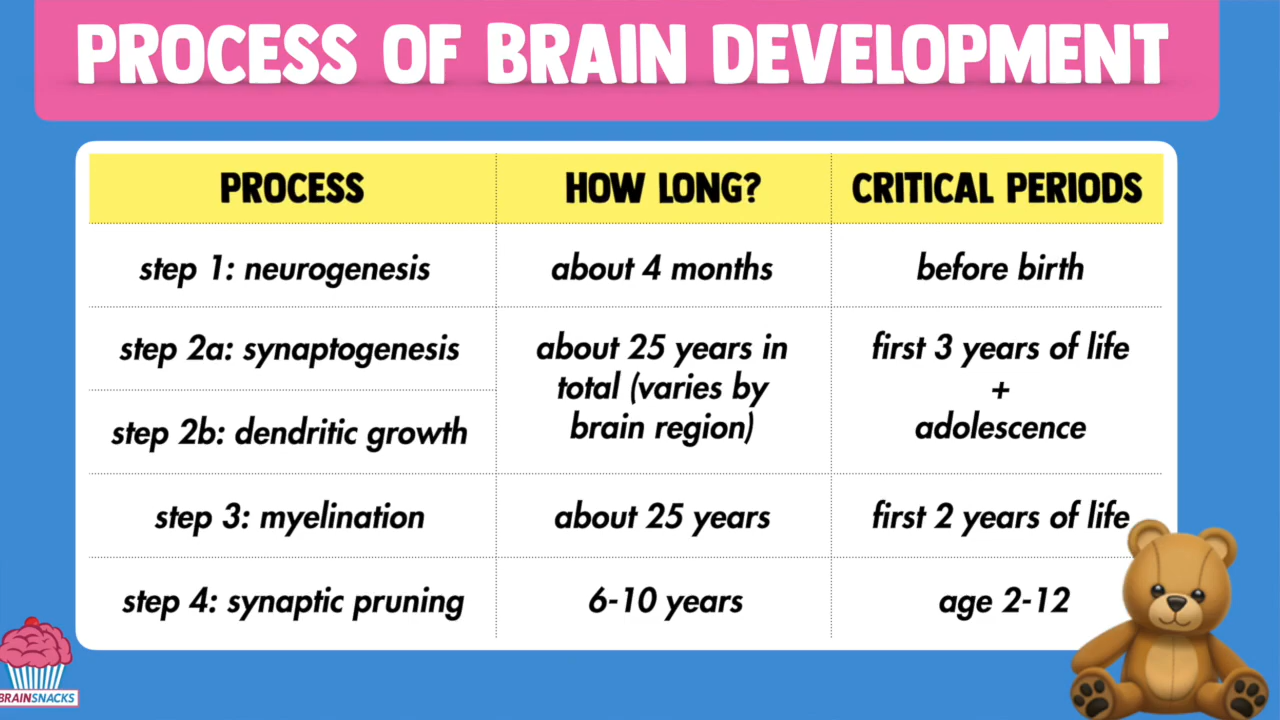 PROCESS OF BRAIN DEVELOPMENT
PROCESS
HOW LONG?
CRITICAL PERIODS
step 1: neurogenesis
about 4 months
before birth
step 2a: synaptogenesis
step 2b: dendritic growth
about 25 years in
total (varies by
brain region)
first 3 years of life
+
adolescence
step 3: myelination
about 25 years
first 2 years of life
step 4: synaptic pruning
6-10 years
age 2-12
BRAINSNACKS